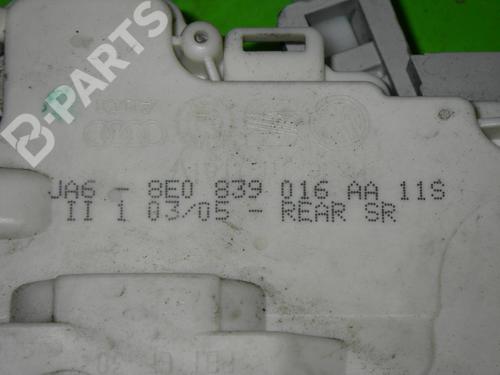 B-PARTS
JA6 - 8E0 839 016 AA 11S
II 1 03/05 - REAR SR